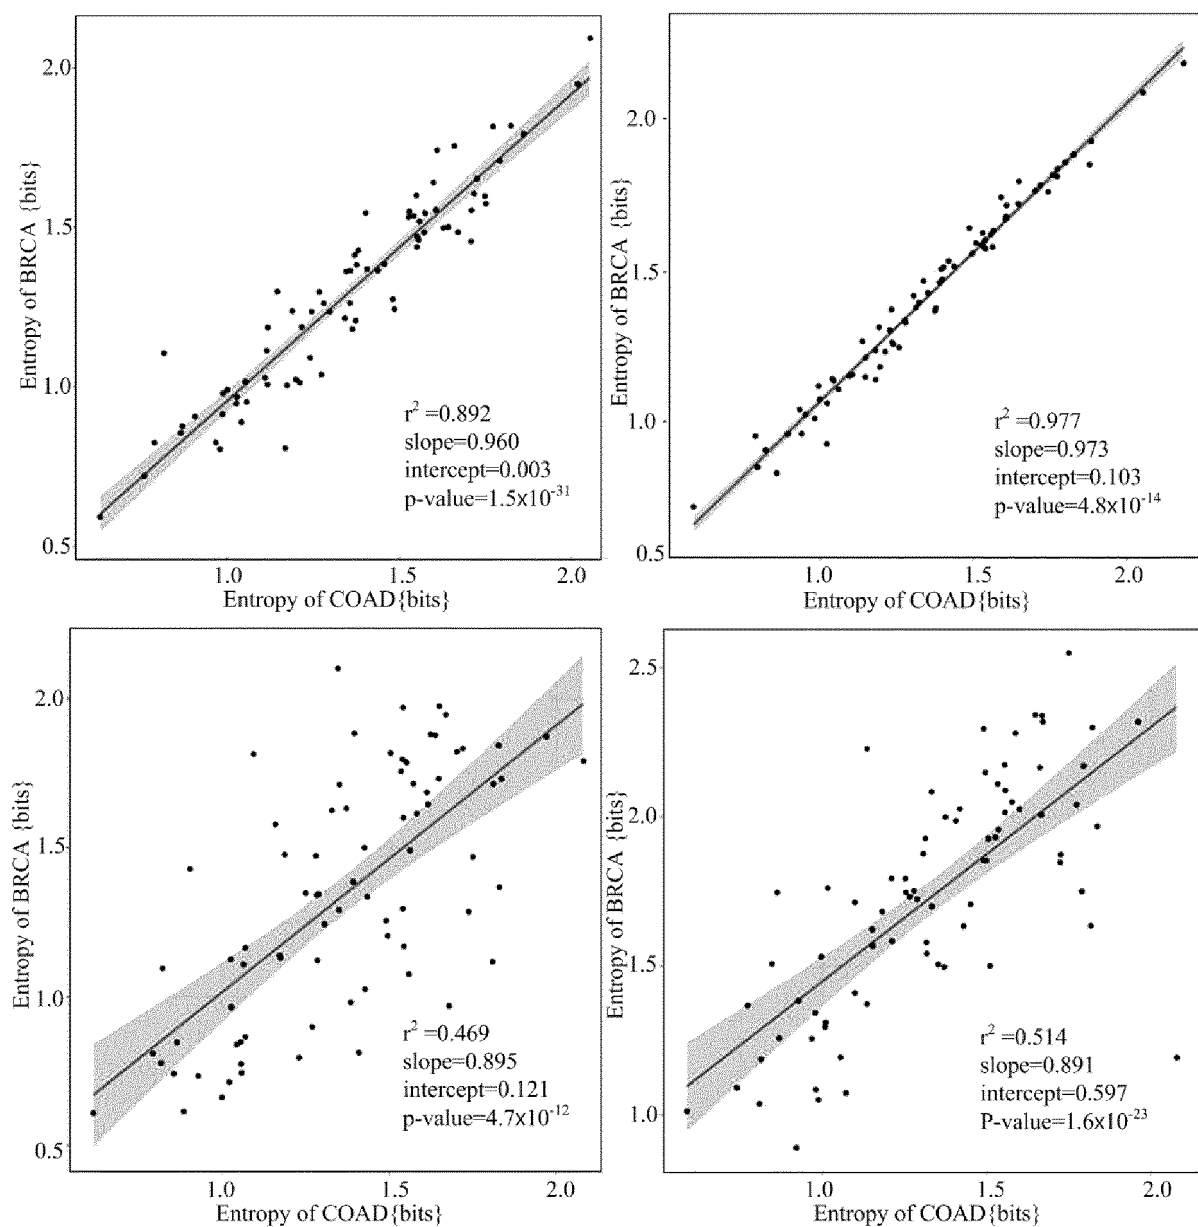 2.0
1.5
1.0
0.5
Entropy of BRCA {bits}
r² =0.892
slope=0.960
intercept=0.003
p-value=1.5x10⁻³¹
1.0 1.5 2.0
Entropy of COAD{bits}
2.0
1.5
1.0
0.5
Entropy of BRCA {bits}
r² =0.977
slope=0.973
intercept=0.103
p-value=4.8x10⁻¹⁴
1.0 1.5 2.0
Entropy of COAD{bits}
2.0
1.5
1.0
0.5
Entropy of BRCA {bits}
r² =0.469
slope=0.895
intercept=0.121
p-value=4.7x10⁻¹²
1.0 1.5 2.0
Entropy of COAD{bits}
2.5
2.0
1.5
1.0
Entropy of BRCA {bits}
r² =0.514
slope=0.891
intercept=0.597
P-value=1.6x10⁻²³
1.0 1.5 2.0
Entropy of COAD{bits}